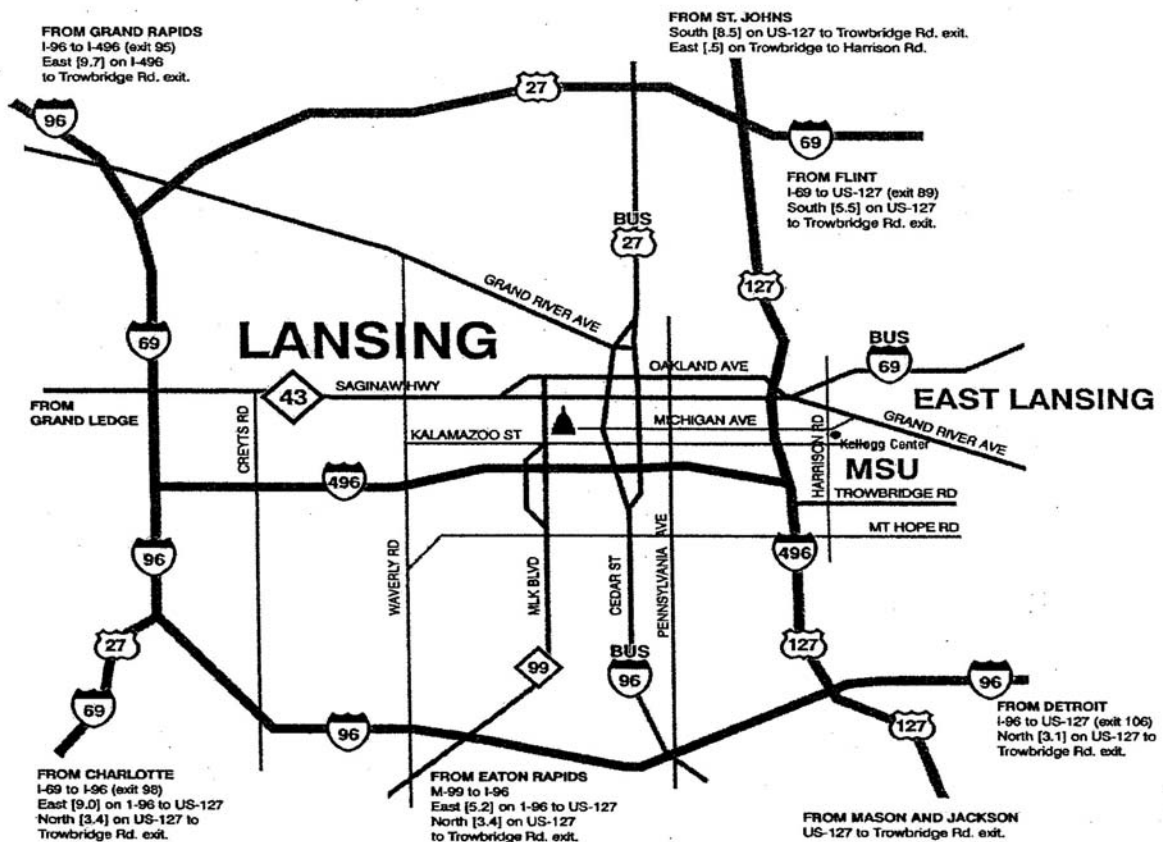 FROM GRAND RAPIDS
I-96 to I-496 (exit 95)
East [9.7] on I-496
to Trowbridge Rd. exit.
FROM ST. JOHNS
South [8.5] on US-127 to Trowbridge Rd. exit.
East [.5] on Trowbridge to Harrison Rd.
27
96
69
FROM FLINT
I-69 to US-127 (exit 89)
South [5.5] on US-127
to Trowbridge Rd. exit.
BUS
27
127
GRAND RIVER AVE
LANSING
69
BUS
69
OAKLAND AVE
43
SAGINAW HWY
EAST LANSING
FROM
GRAND LEDGE
CREYTS RD
MICHIGAN AVE
KALAMAZOO ST
HARRISON RD
GRAND RIVER AVE
Kellogg Center
MSU
496
TROWBRIDGE RD
MT HOPE RD
96
WAVERLY RD
MLK BLVD
CEDAR ST
PENNSYLVANIA AVE
496
27
127
99
BUS
96
96
69
96
127
FROM DETROIT
I-96 to US-127 (exit 106)
North [3.1] on US-127 to
Trowbridge Rd. exit.
FROM CHARLOTTE
I-69 to I-96 (exit 98)
East [9.0] on 1-96 to US-127
North [3.4] on US-127 to
Trowbridge Rd. exit.
FROM EATON RAPIDS
M-99 to I-96
East [5.2] on 1-96 to US-127
North [3.4] on US-127
to Trowbridge Rd. exit.
FROM MASON AND JACKSON
US-127 to Trowbridge Rd. exit.